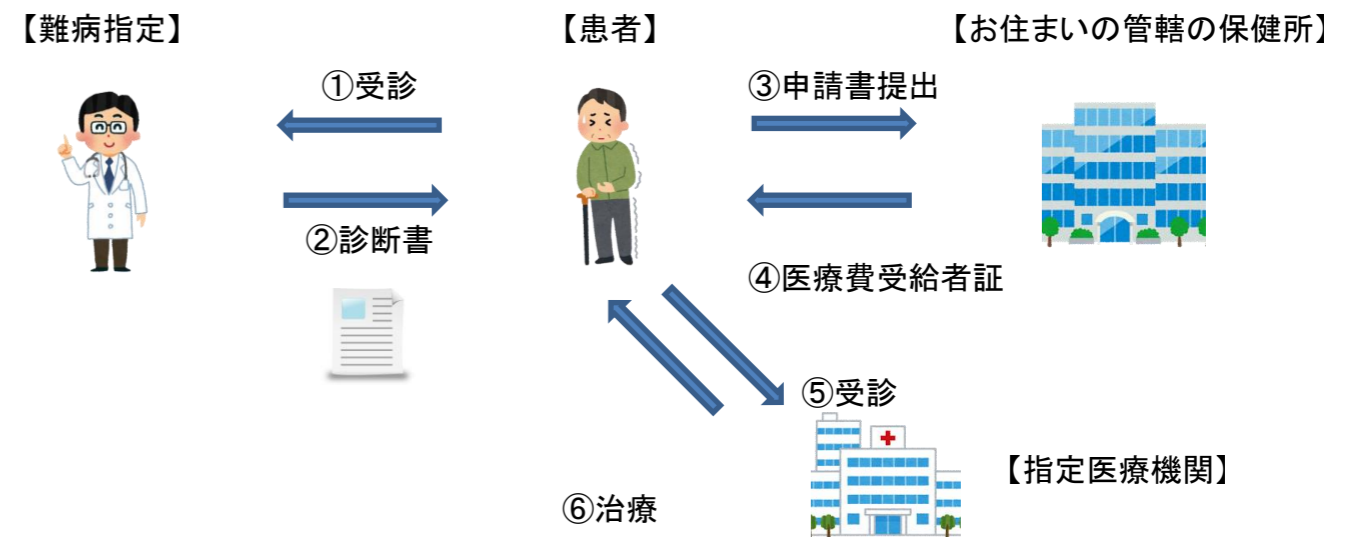 【難病指定】
【患者】
【お住まいの管轄の保健所】
①受診
③申請書提出
②診断書
④医療費受給者証
⑤受診
【指定医療機関】
⑥治療